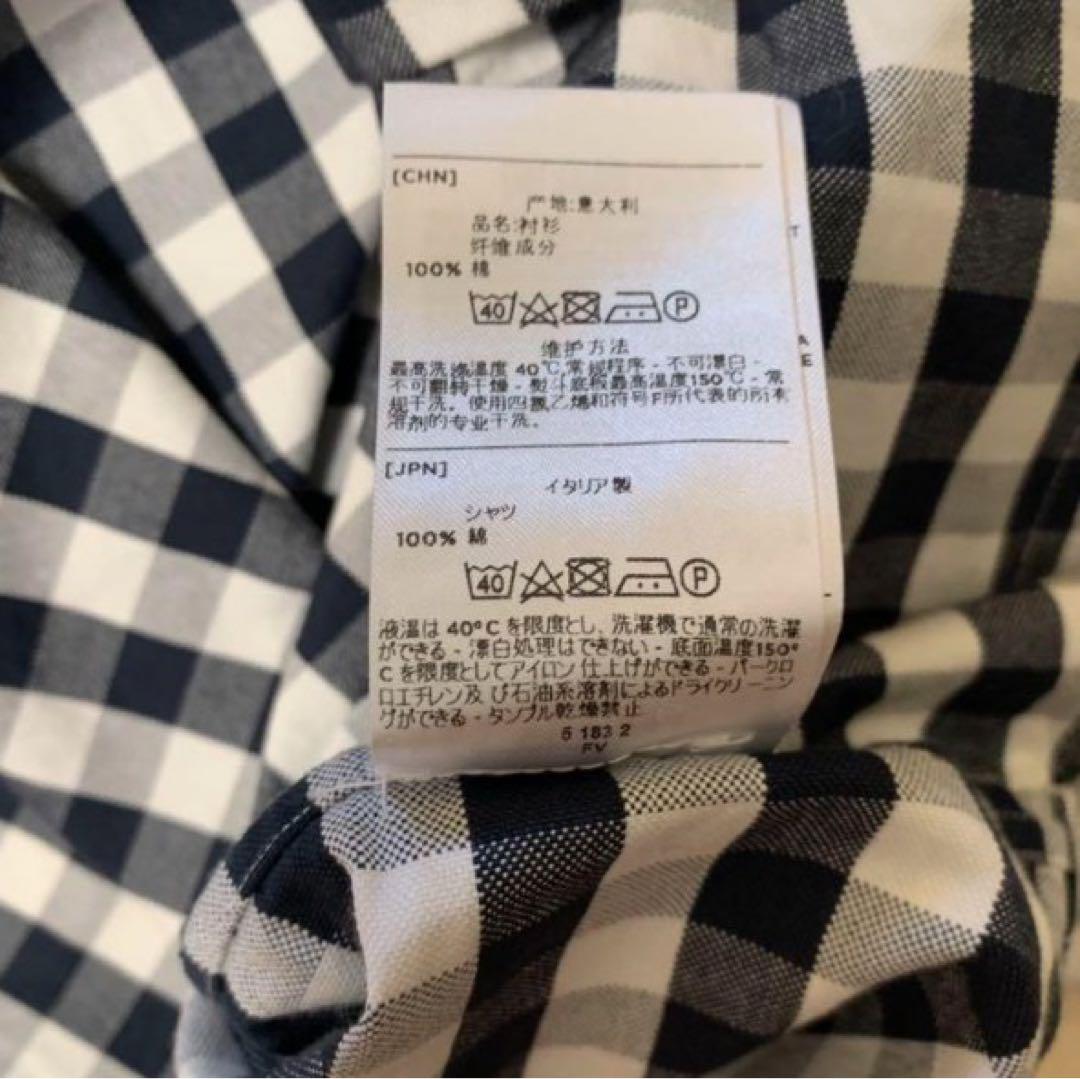 [CHN]
产地:意大利
品名:衬衫
纤维成分
100% 棉
40 P
维护方法
最高洗涤温度 40℃常规程序 - 不可漂白 -
不可翻转干燥 - 熨斗底板最高温度150℃ - 常
规干洗。使用四氯乙烯和符号F所代表的所有
溶剂的专业干洗。
[JPN]
イタリア製
シャツ
100% 綿
40 P
液温は 40°C を限度とし、洗濯機で通常の洗濯
ができる - 漂白処理はできない - 底面温度150°
C を限度としてアイロン仕上げができる - パークロ
ロエチレン及び石油系溶剤によるドライクリーニン
グができる - タンブル乾燥禁止
6 183 2
FV
T
A
E